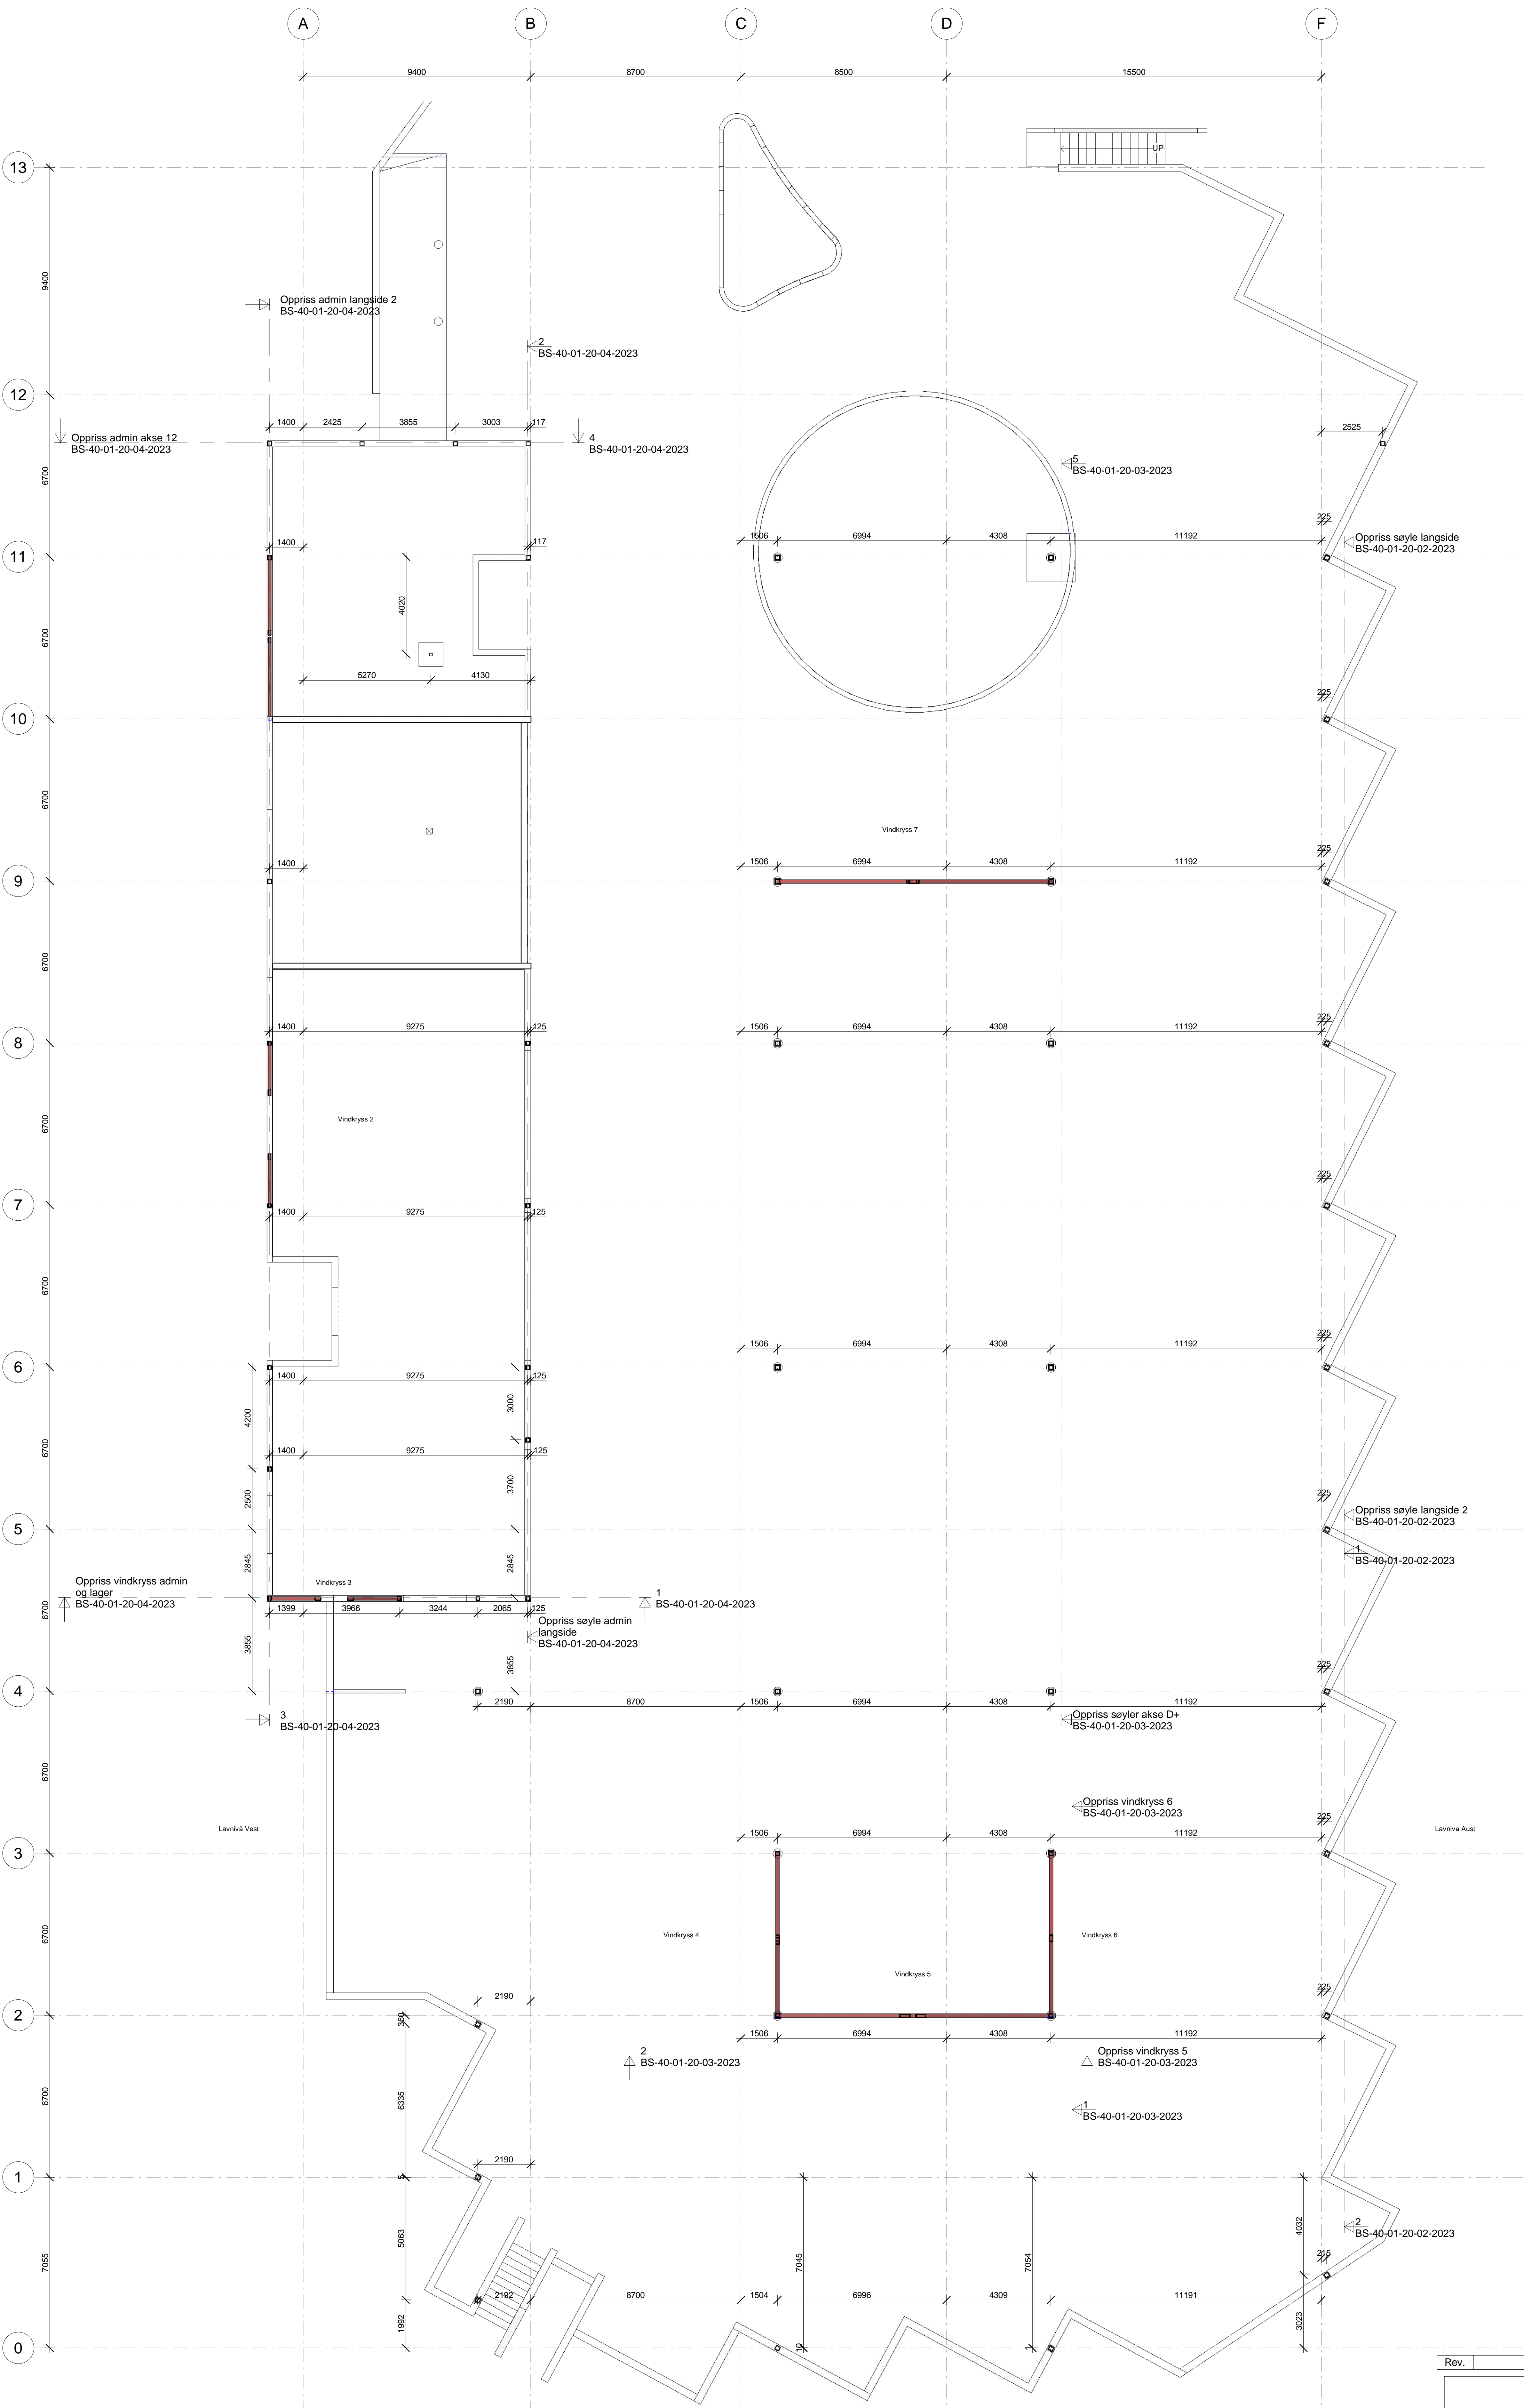 A B C D F
9400 8700 8500 15500
UP
13
9400
Oppriss admin langside 2
BS-40-01-20-04-2023
2
BS-40-01-20-04-2023
12
1400 2425 3855 3003 117
2525
Oppriss admin akse 12
BS-40-01-20-04-2023
4
BS-40-01-20-04-2023
5
BS-40-01-20-03-2023
6700
225
1400 117
1506 6994 4308 11192
Oppriss søyle langside
BS-40-01-20-02-2023
11
4020
6700
5270 4130
225
10
6700
Vindkryss 7
225
1400
1506 6994 4308 11192
9
6700
225
1400 9275 125
1506 6994 4308 11192
8
6700
Vindkryss 2
225
7
1400 9275 125
6700
225
1506 6994 4308 11192
6
1400 9275 125
4200
3000
6700
1400 9275 125
3700
2500
225
Oppriss søyle langside 2
BS-40-01-20-02-2023
5
1
BS-40-01-20-02-2023
2845
2845
Vindkryss 3
Oppriss vindkryss admin
og lager
BS-40-01-20-04-2023
1
BS-40-01-20-04-2023
6700
1399 3966 3244 2065 125
Oppriss søyle admin
langside
BS-40-01-20-04-2023
3855
3855
225
4
2190 8700 1506 6994 4308 11192
3
BS-40-01-20-04-2023
Oppriss søyler akse D+
BS-40-01-20-03-2023
6700
Oppriss vindkryss 6
BS-40-01-20-03-2023
Lavnivå Vest
225
Lavnivå Aust
1506 6994 4308 11192
3
6700
Vindkryss 4
Vindkryss 6
Vindkryss 5
225
2190
2
360
1506 6994 4308 11192
2
BS-40-01-20-03-2023
Oppriss vindkryss 5
BS-40-01-20-03-2023
6700
6335
1
BS-40-01-20-03-2023
2190
1
5
5063
4032
2
BS-40-01-20-02-2023
7055
7045
7054
215
2192 8700 1504 6996 4309 11191
1992
3023
0
10
1
Rev.